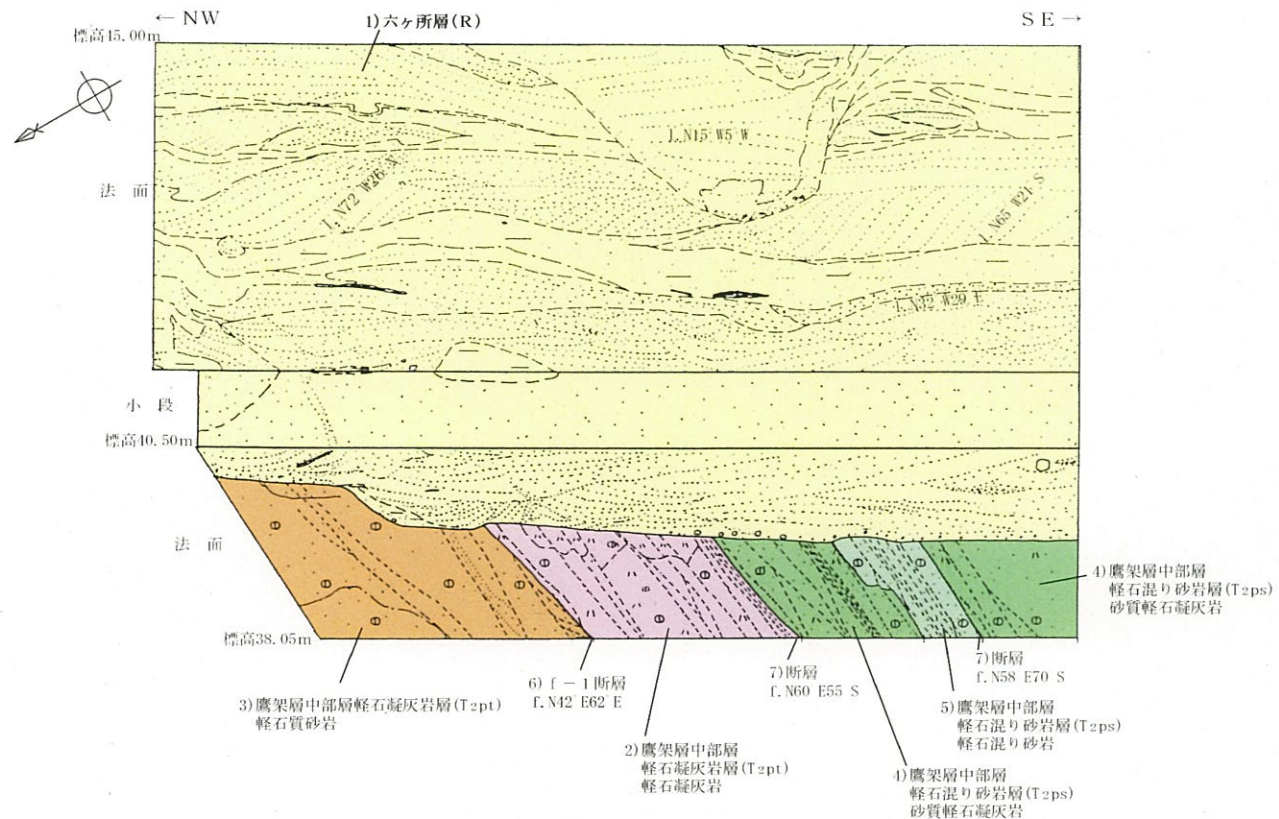 ← NW
SE →
標高45.00m
1)六ヶ所層(R)
法面
l.N15 W5 W
l.N72 W26 N
l.N65 W21 S
l.N32 W29 E
小段
標高40.50m
法面
標高38.05m
3)鷹架層中部層軽石凝灰岩層(T2pt)
軽石質砂岩
6) f-1断層
f.N42°E62°E
2)鷹架層中部層
軽石凝灰岩層(T2pt)
軽石凝灰岩
7)断層
f.N60 E55 S
4)鷹架層中部層
軽石混り砂岩層(T2ps)
砂質軽石凝灰岩
5)鷹架層中部層
軽石混り砂岩層(T2ps)
軽石混り砂岩
7)断層
f.N58 E70 S
4)鷹架層中部層
軽石混り砂岩層(T2ps)
砂質軽石凝灰岩